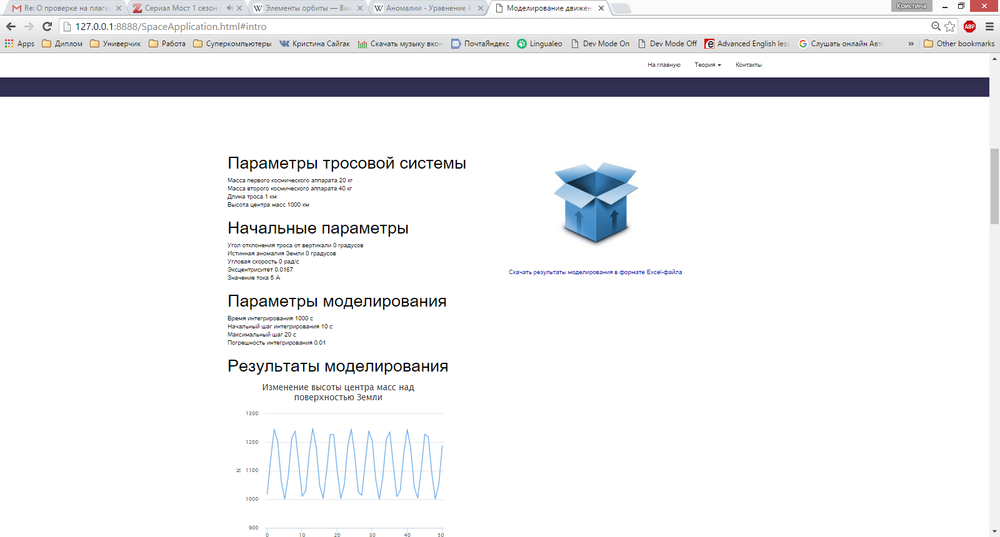 Re: О проверке на плаги
Сериал Мост 1 сезон
Элементы орбиты — Вик
Аномалии - Уравнение К
Моделирование движен
Кристина
127.0.0.1:8888/SpaceApplication.html#intro
ABP
Apps
Диплом
Универчик
Работа
Суперкомпьютеры
Кристина Сайгак
Скачать музыку вкон
ПочтаЯндекс
Lingualeo
Dev Mode On
Dev Mode Off
Advanced English less
Слушать онлайн Авто
»
Other bookmarks
На главную
Теория
Контакты
Параметры тросовой системы
Масса первого космического аппарата 20 кг
Масса второго космического аппарата 40 кг
Длина троса 1 км
Высота центра масс 1000 км
Начальные параметры
Угол отклонения троса от вертикали 0 градусов
Истинная аномалия Земли 0 градусов
Угловая скорость 0 рад/с
Эксцентриситет 0.0167
Значение тока 5 А
Скачать результаты моделирования в формате Excel-файла
Параметры моделирования
Время интегрирования 1000 с
Начальный шаг интегрирования 10 с
Максимальный шаг 20 с
Погрешность интегрирования 0.01
Результаты моделирования
Изменение высоты центра масс над
поверхностью Земли
1300
1200
1100
1000
900
N
0
10
20
30
40
50